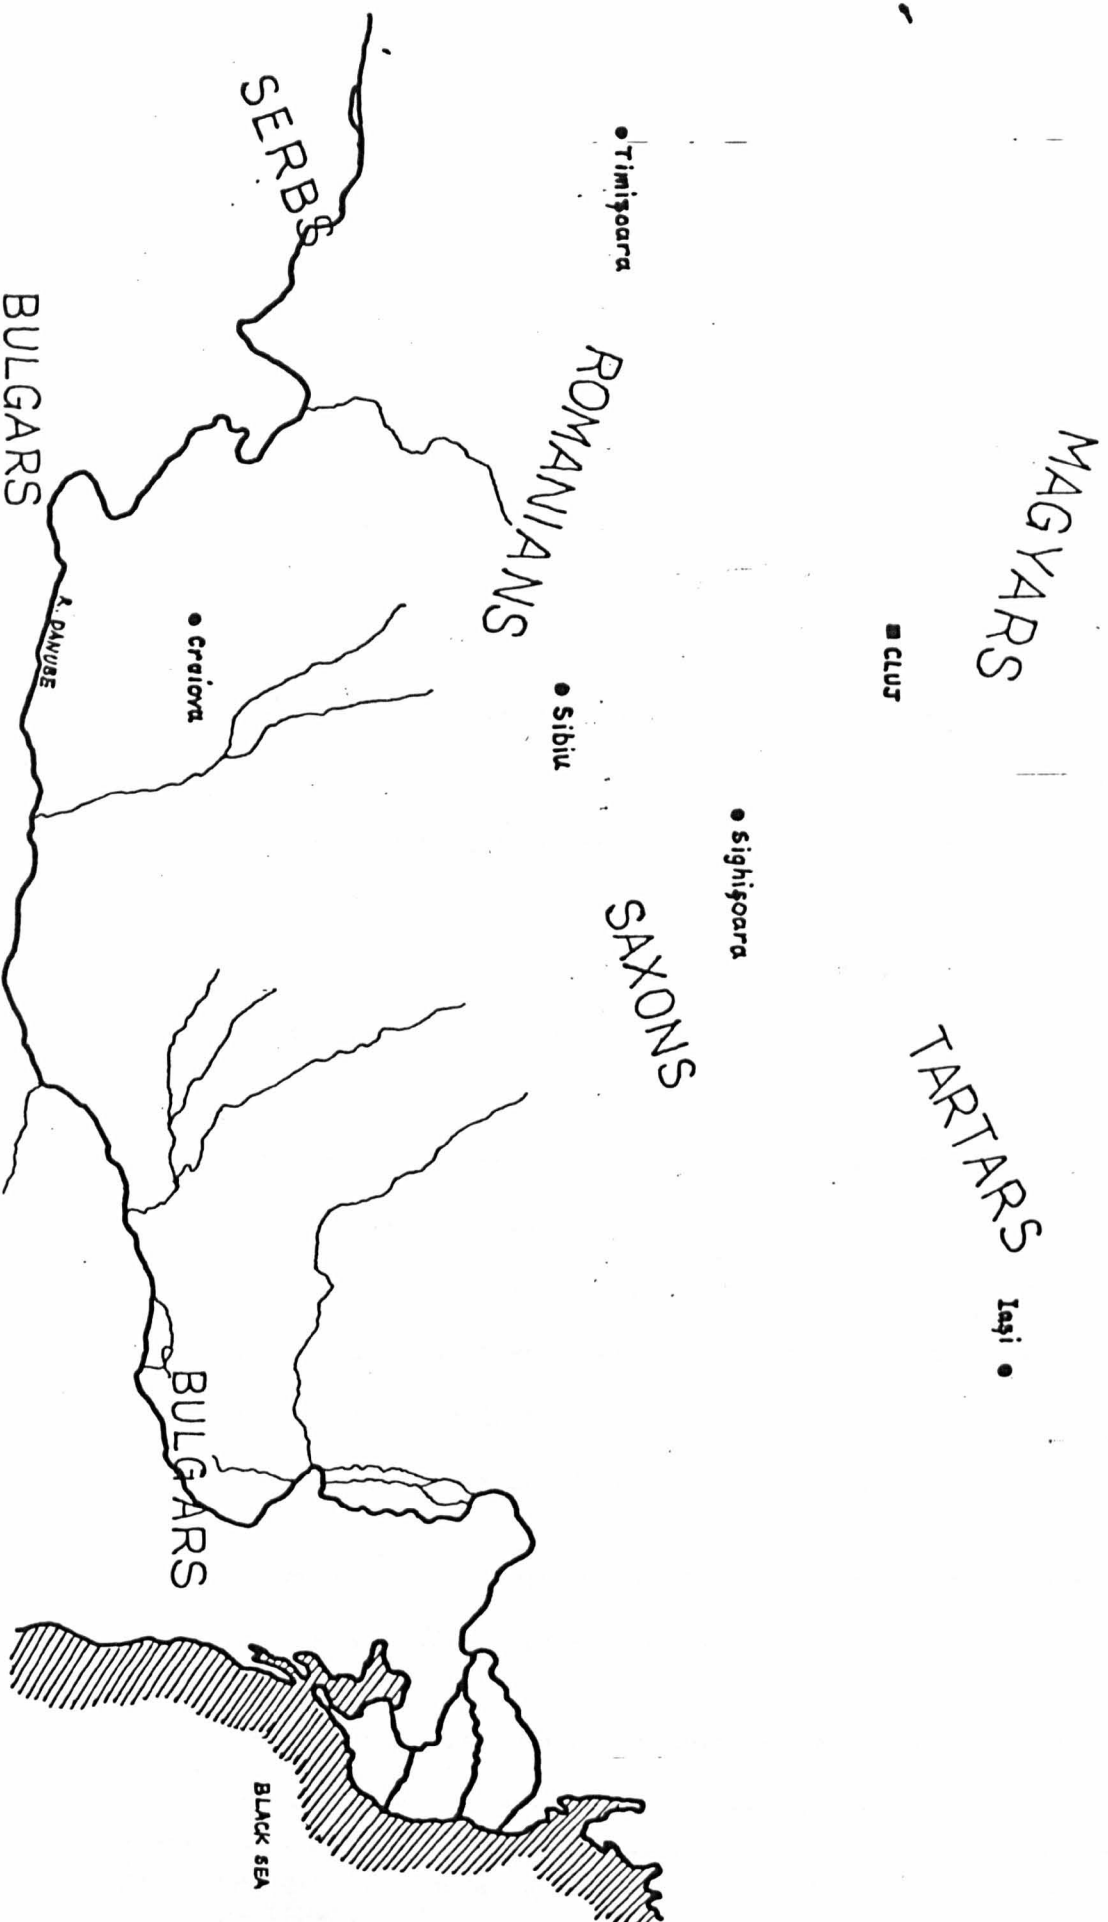 MAGYARS
TARTARS
Iaşi
CLUJ
Sighişoara
SAXONS
Timişoara
ROMANIANS
Sibiu
SERBS
Craiova
R. DANUBE
BULGARS
BULGARS
BLACK SEA